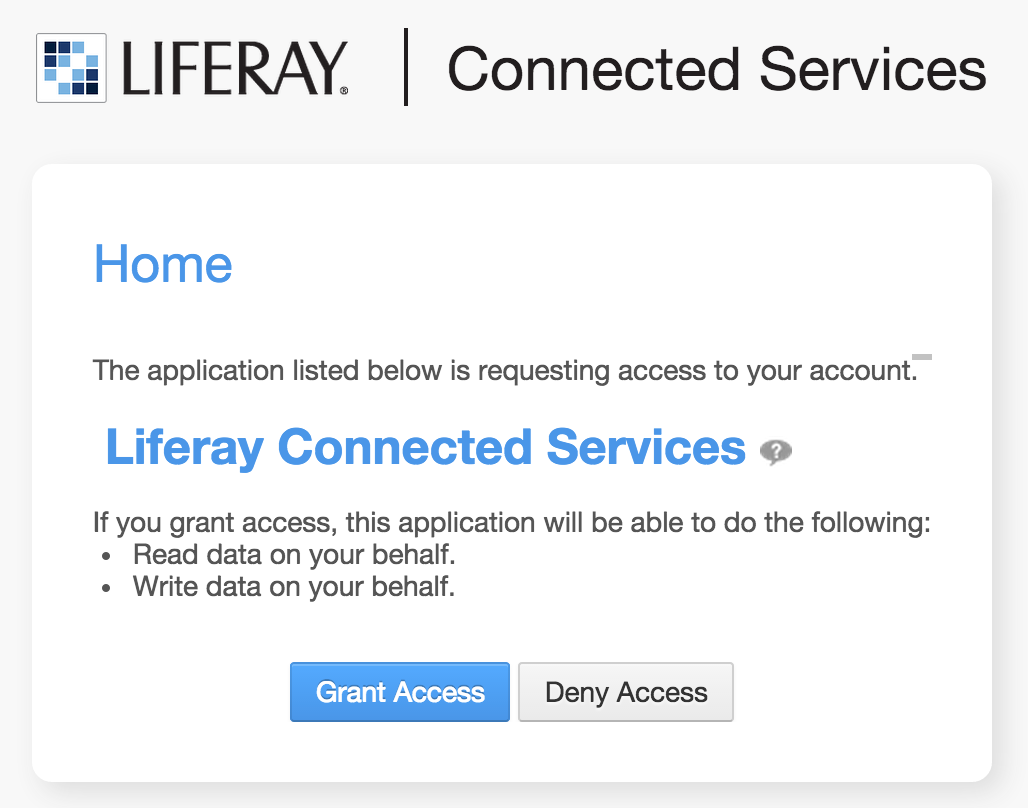 LIFERAY® | Connected Services
Home
The application listed below is requesting access to your account.
Liferay Connected Services ?
If you grant access, this application will be able to do the following:
• Read data on your behalf.
• Write data on your behalf.
Grant Access Deny Access